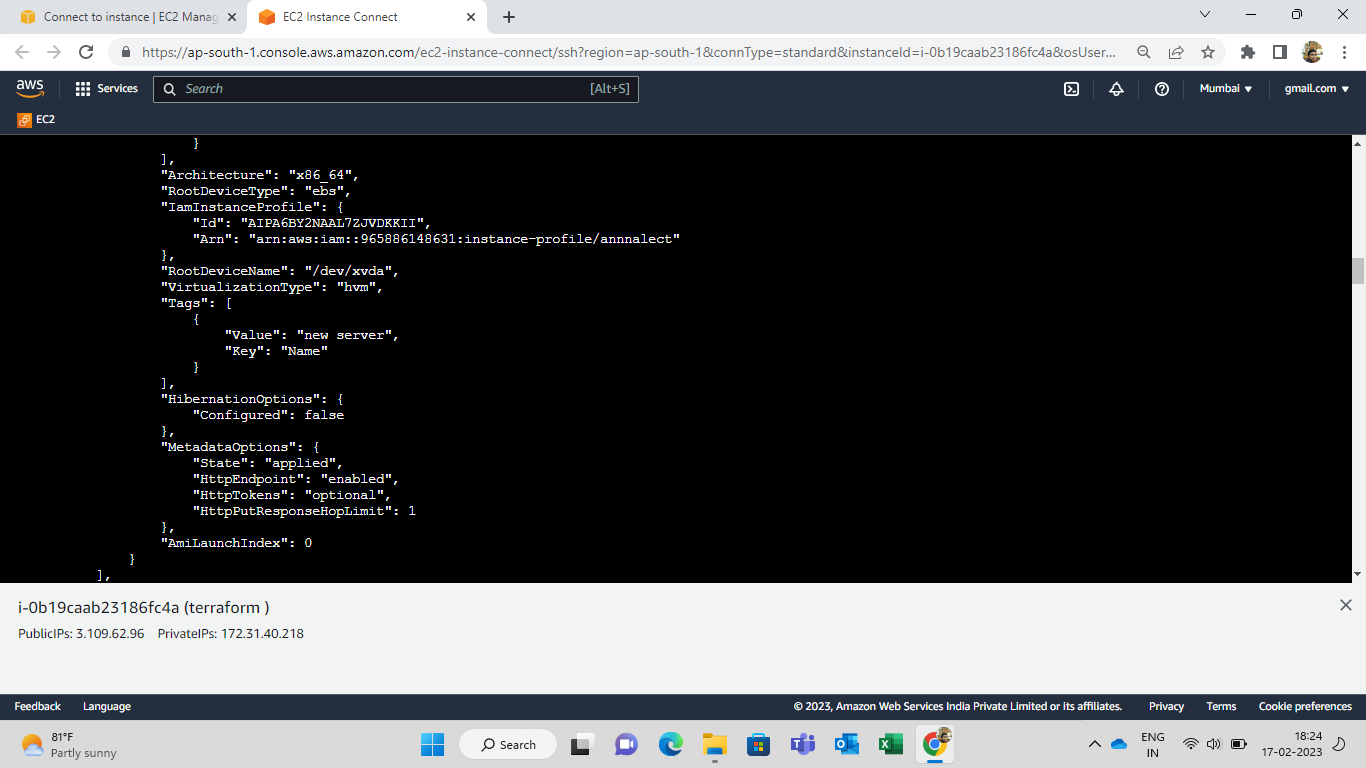 Connect to instance | EC2 Manag
EC2 Instance Connect
https://ap-south-1.console.aws.amazon.com/ec2-instance-connect/ssh?region=ap-south-1&connType=standard&instanceId=i-0b19caab23186fc4a&osUser...
aws
Services
Search
[Alt+S]
Mumbai
gmail.com
EC2
}
],
"Architecture": "x86_64",
"RootDeviceType": "ebs",
"IamInstanceProfile": {
"Id": "AIPA6BY2NAAL7ZJVDKKII",
"Arn": "arn:aws:iam::965886148631:instance-profile/annnalect"
},
"RootDeviceName": "/dev/xvda",
"VirtualizationType": "hvm",
"Tags": [
{
"Value": "new server",
"Key": "Name"
}
],
"HibernationOptions": {
"Configured": false
},
"MetadataOptions": {
"State": "applied",
"HttpEndpoint": "enabled",
"HttpTokens": "optional",
"HttpPutResponseHopLimit": 1
},
"AmiLaunchIndex": 0
}
],
i-0b19caab23186fc4a (terraform )
PublicIPs: 3.109.62.96 PrivateIPs: 172.31.40.218
Feedback Language © 2023, Amazon Web Services India Private Limited or its affiliates. Privacy Terms Cookie preferences
81°F
Partly sunny
Search
ENG
IN
18:24
17-02-2023